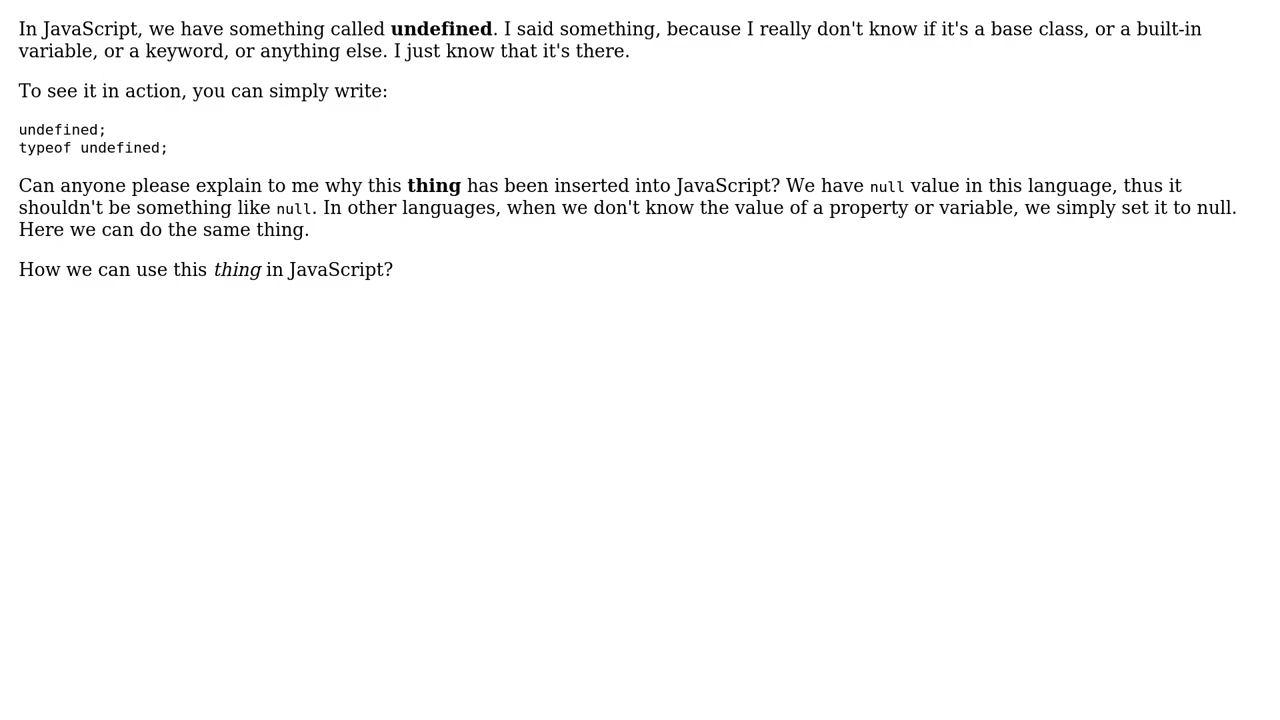 In JavaScript, we have something called undefined. I said something, because I really don't know if it's a base class, or a built-in
variable, or a keyword, or anything else. I just know that it's there.
To see it in action, you can simply write:
undefined;
typeof undefined;
Can anyone please explain to me why this thing has been inserted into JavaScript? We have null value in this language, thus it
shouldn't be something like null. In other languages, when we don't know the value of a property or variable, we simply set it to null.
Here we can do the same thing.
How we can use this thing in JavaScript?